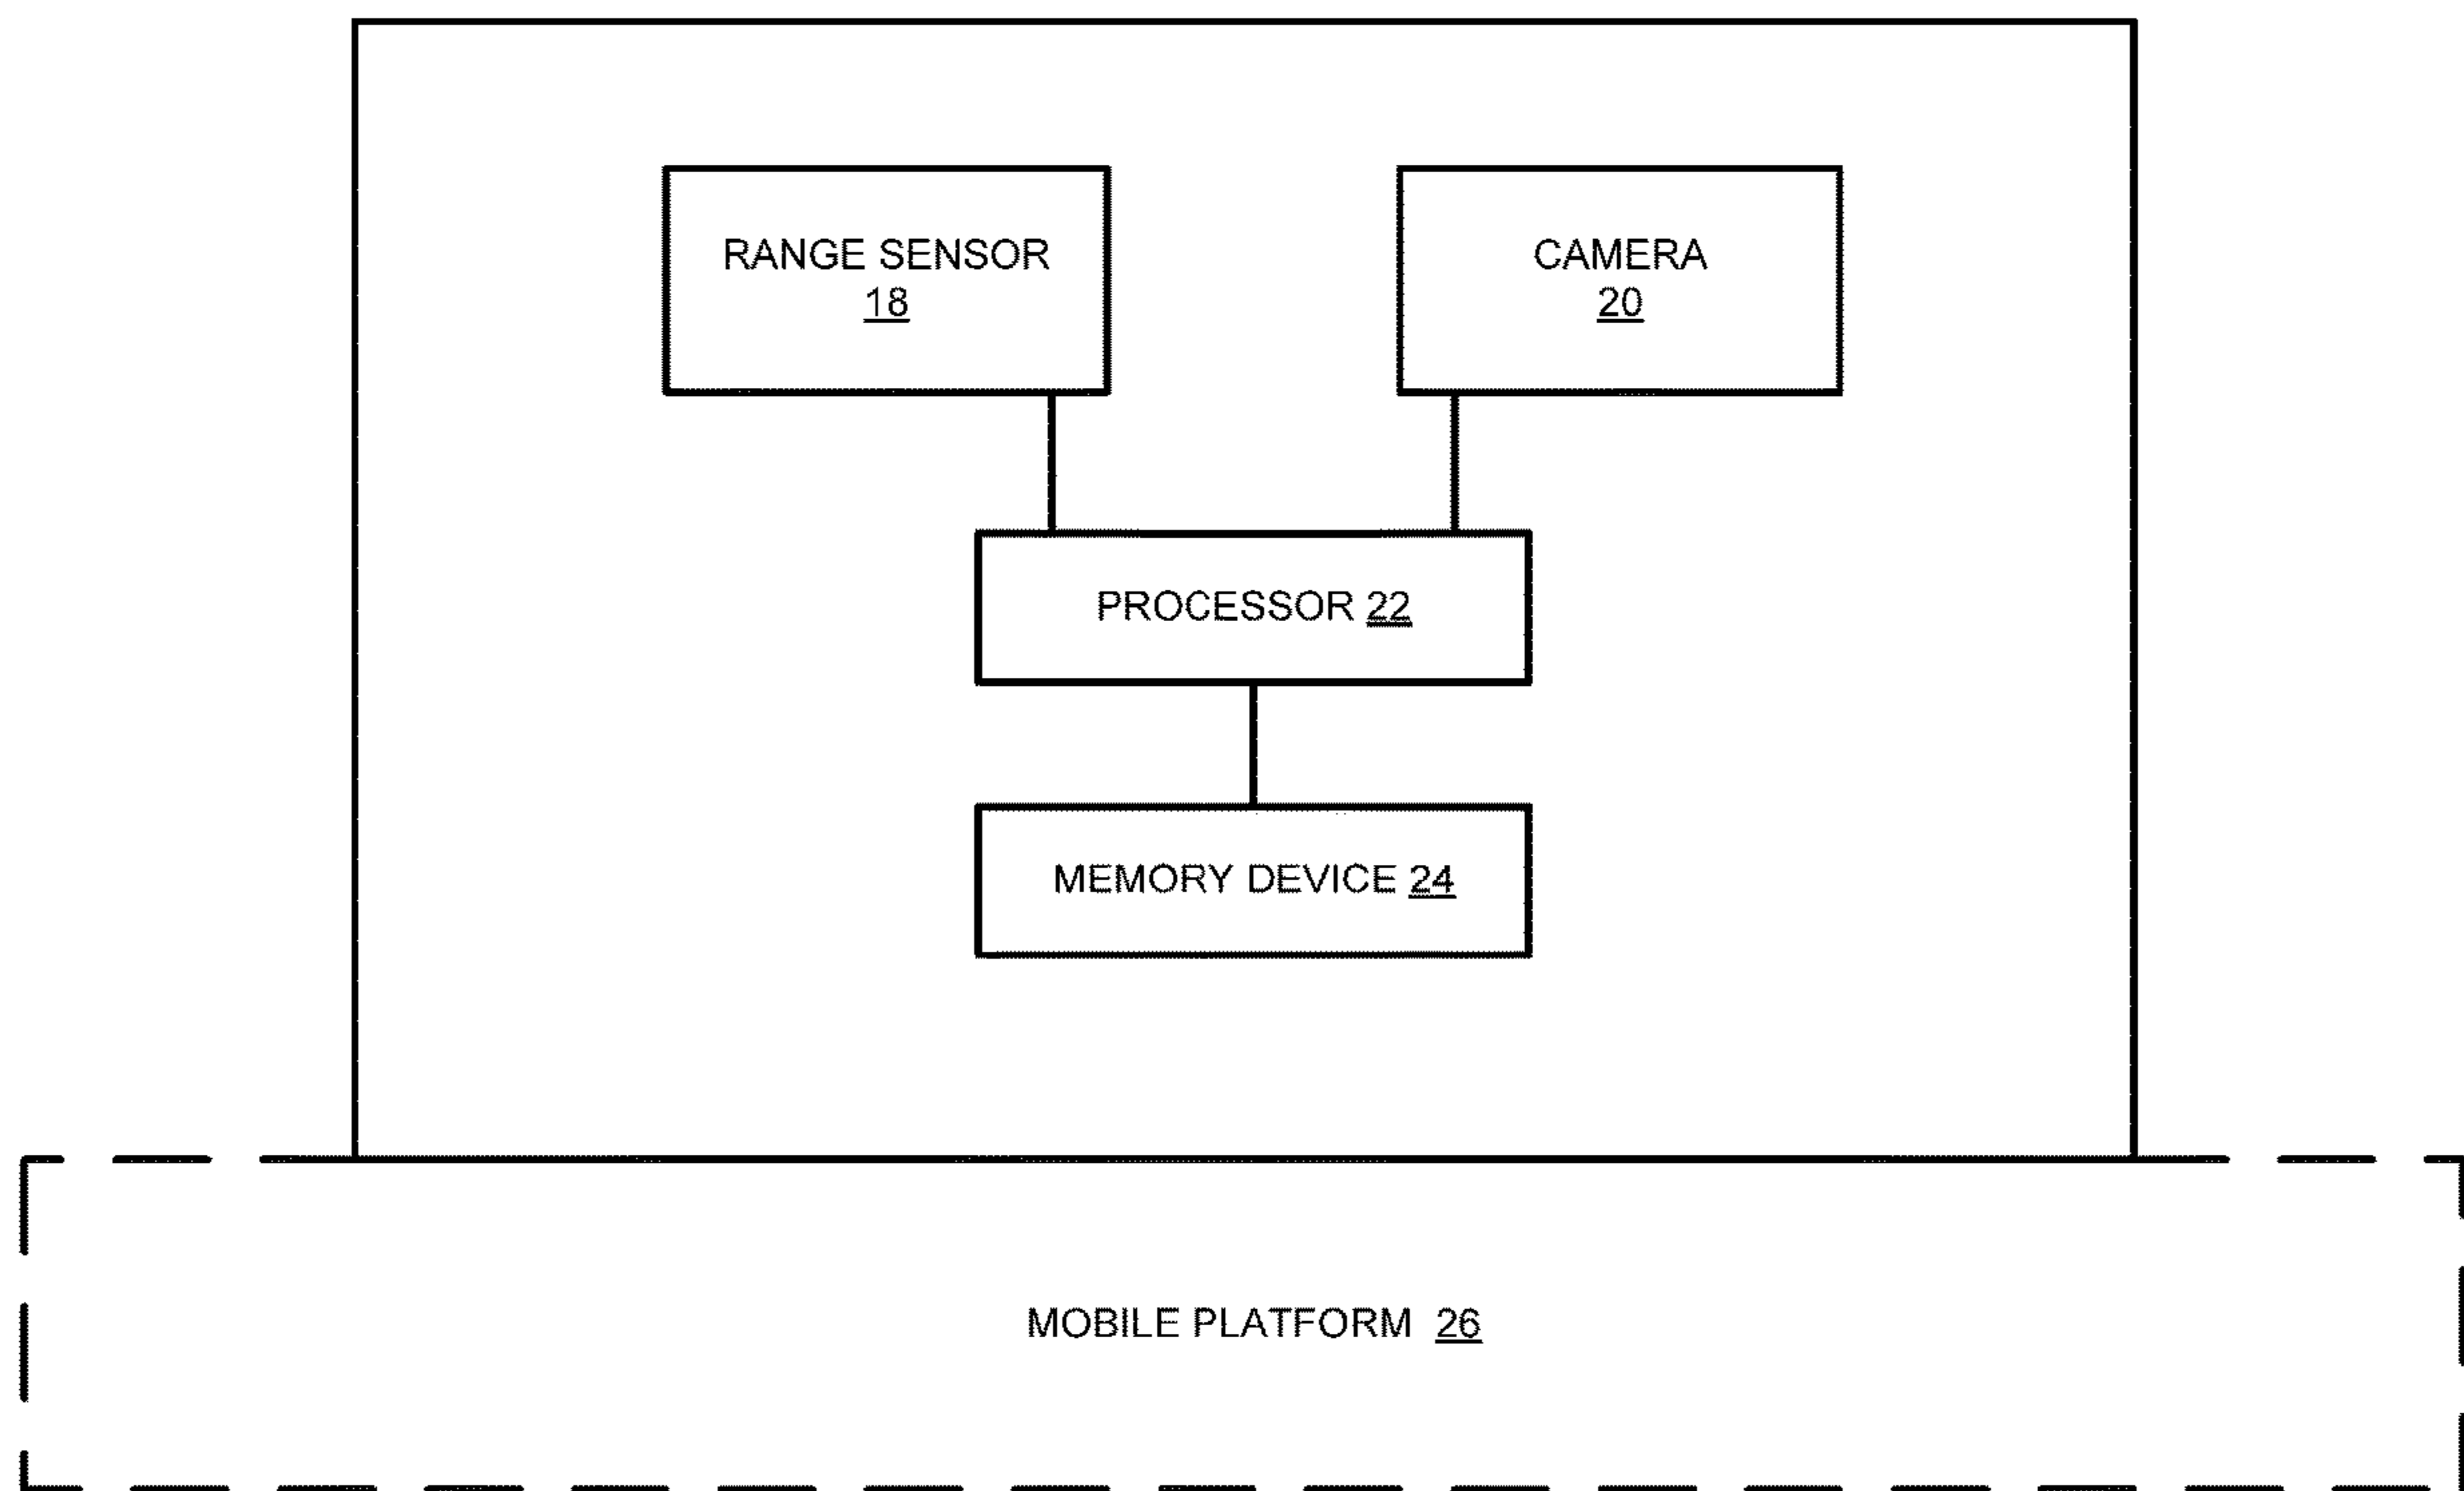 RANGE SENSOR
18
CAMERA
20
PROCESSOR 22
MEMORY DEVICE 24
MOBILE PLATFORM 26